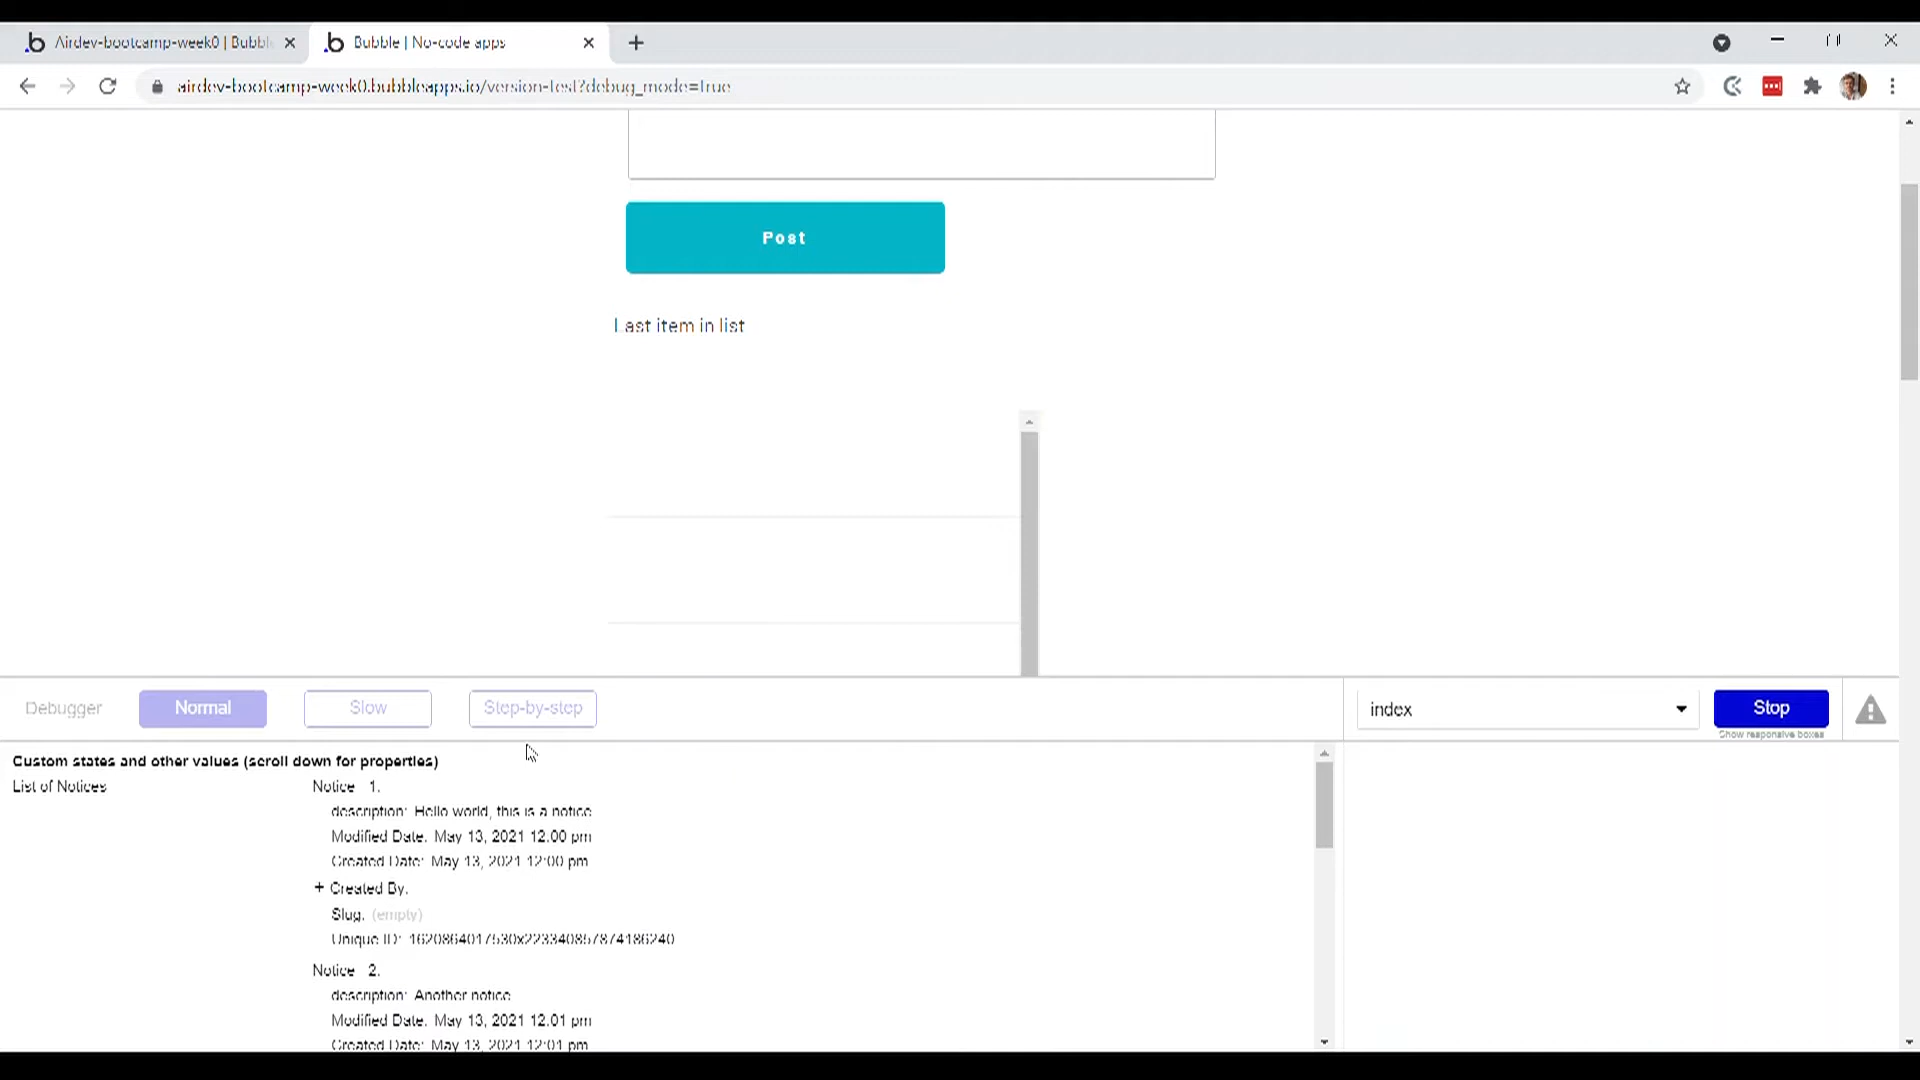 Airdev-bootcamp-week0 | Bubbl
Bubble | No-code apps
airdev-bootcamp-week0.bubbleapps.io/version-test?debug_mode=true
Post
Last item in list
Debugger
Normal
Slow
Step-by-step
index
Stop
Show responsive boxes
Custom states and other values (scroll down for properties)
List of Notices
Notice 1.
description: Hello world, this is a notice
Modified Date: May 13, 2021 12:00 pm
Created Date: May 13, 2021 12:00 pm
+ Created By:
Slug: (empty)
Unique ID: 1620864017530x223340857874186240
Notice 2.
description: Another notice
Modified Date: May 13, 2021 12:01 pm
Created Date: May 13, 2021 12:01 pm